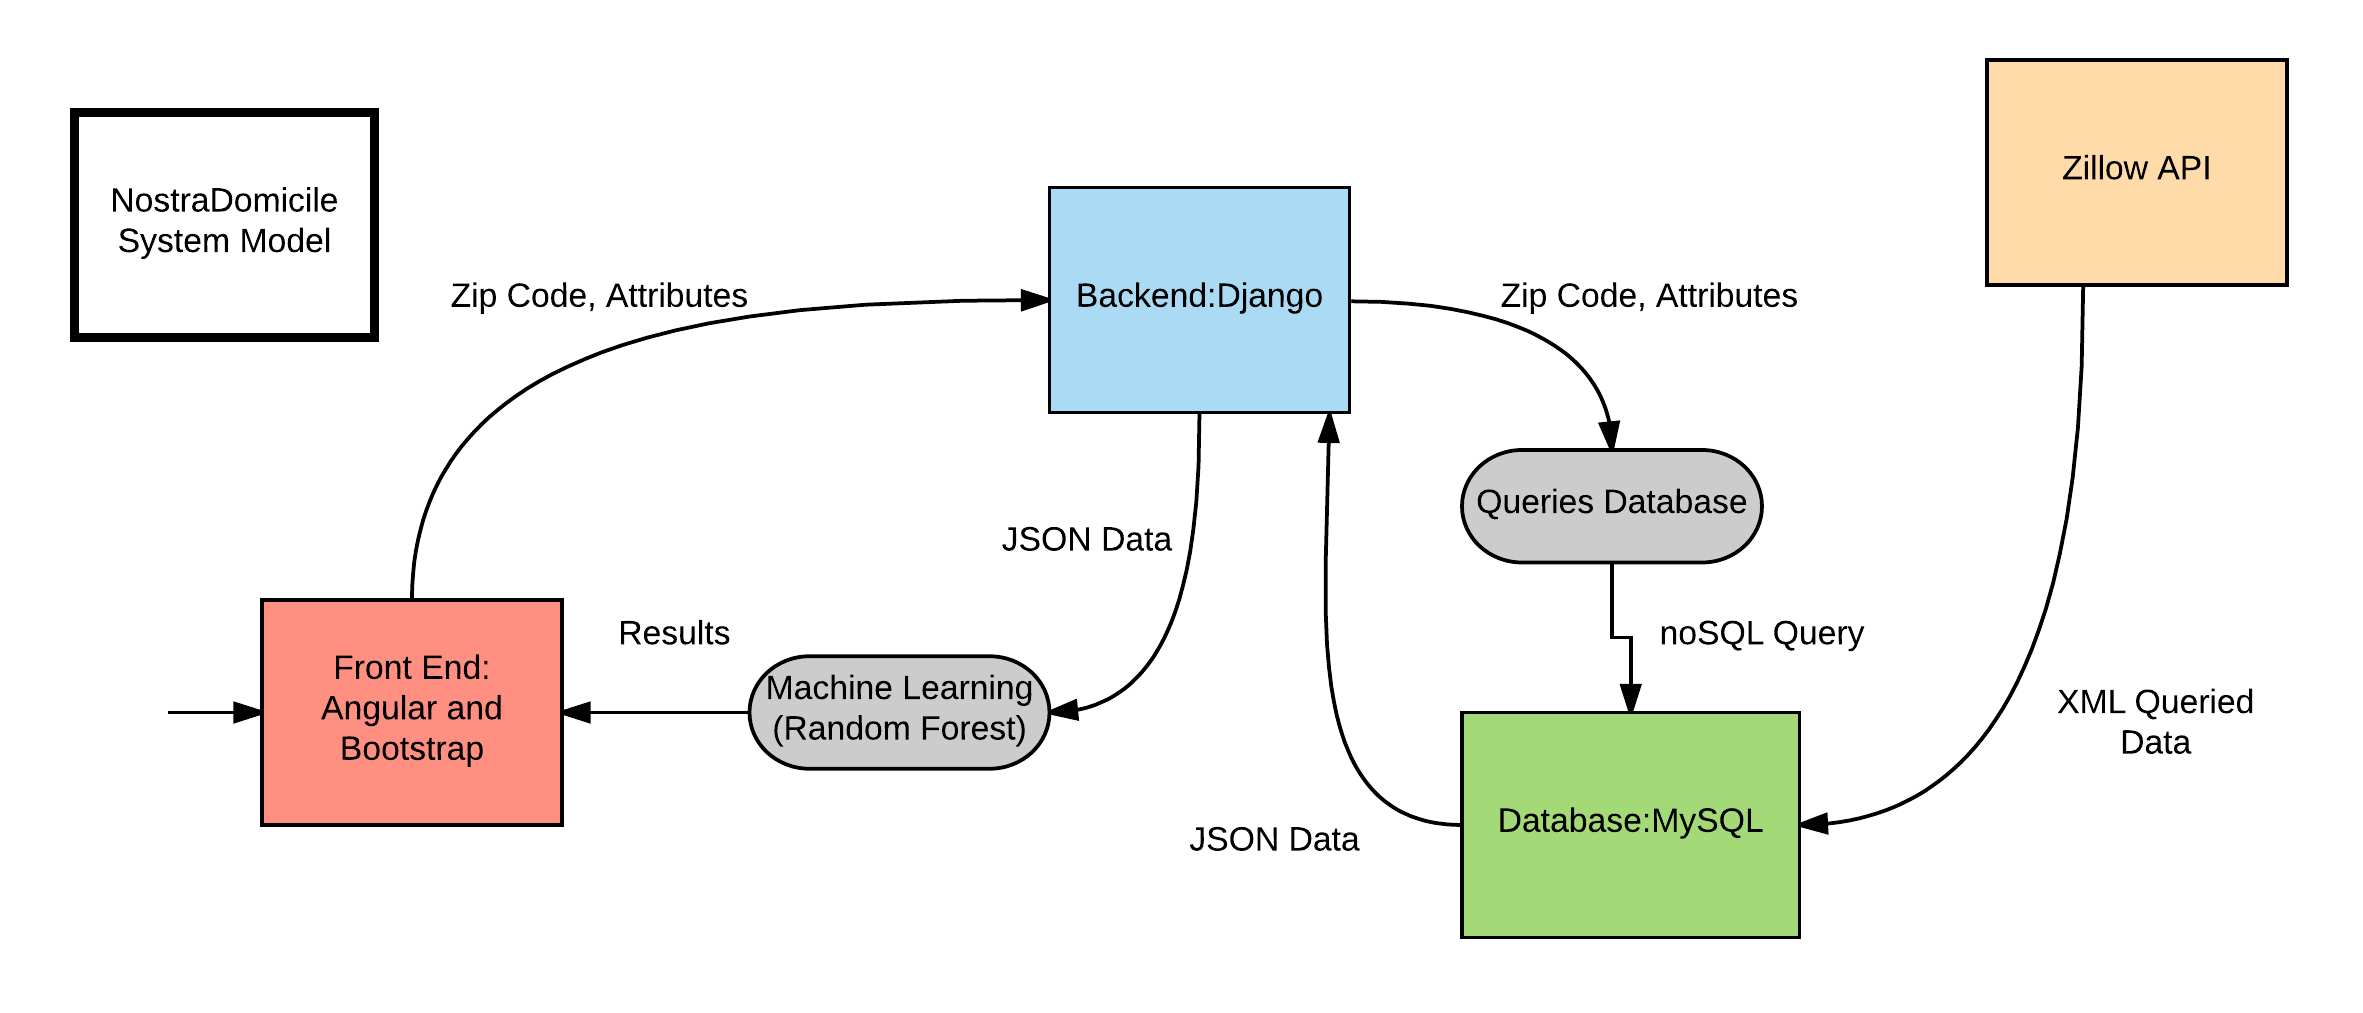 NostraDomicile
System Model
Zillow API
Zip Code, Attributes
Backend:Django
Zip Code, Attributes
Queries Database
JSON Data
noSQL Query
Results
Front End:
Angular and
Bootstrap
Machine Learning
(Random Forest)
XML Queried
Data
Database:MySQL
JSON Data